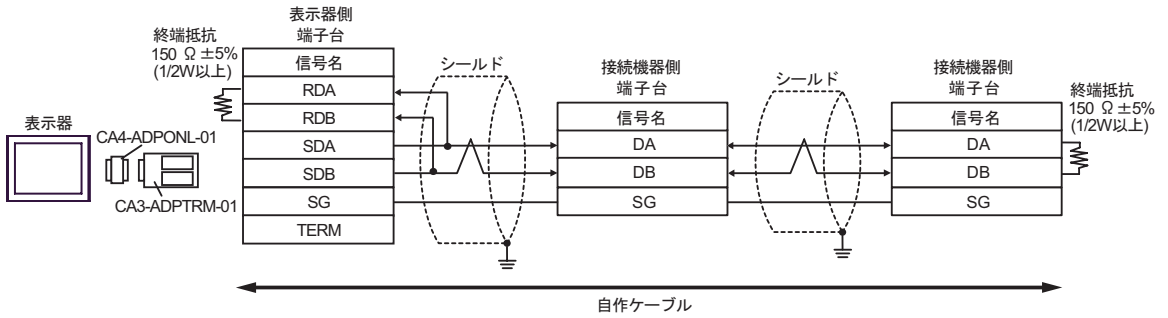 表示器側
端子台
終端抵抗
150 Ω ±5%
(1/2W以上)
信号名
RDA
RDB
SDA
SDB
SG
TERM
シールド
表示器
CA4-ADPONL-01
CA3-ADPTRM-01
接続機器側
端子台
信号名
DA
DB
SG
シールド
接続機器側
端子台
信号名
DA
DB
SG
終端抵抗
150 Ω ±5%
(1/2W以上)
自作ケーブル